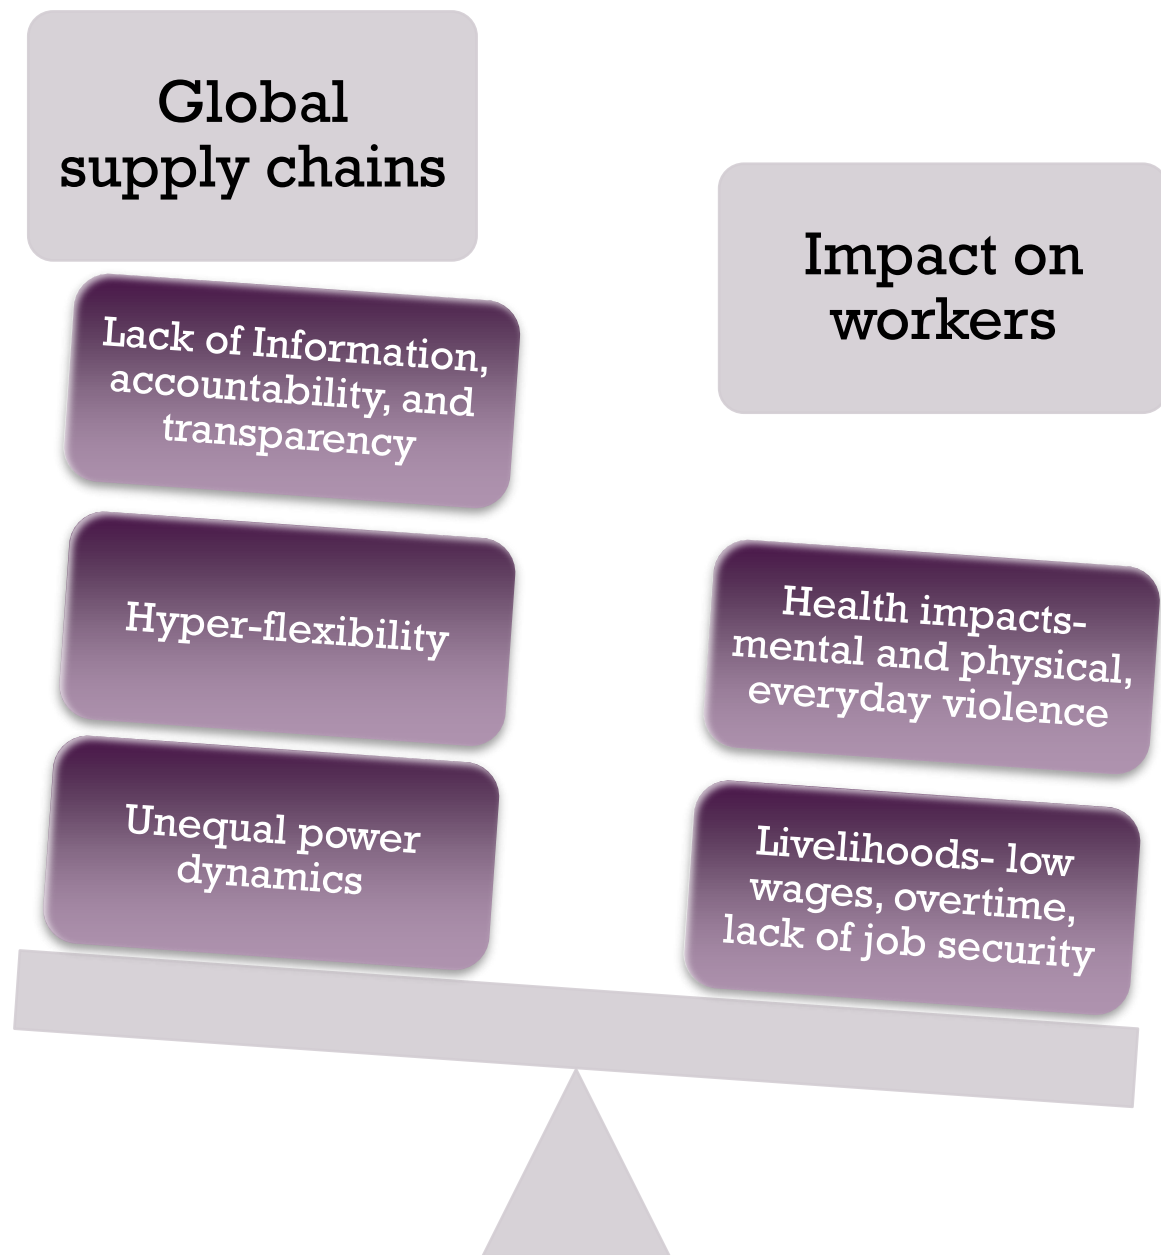 Global
supply chains
Lack of Information,
accountability, and
transparency
Hyper-flexibility
Unequal power
dynamics
Impact on
workers
Health impacts-
mental and physical,
everyday violence
Livelihoods- low
wages, overtime,
lack of job security